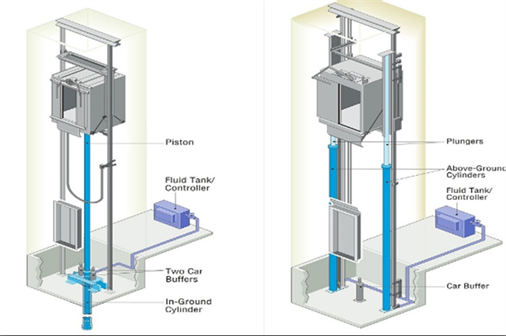 Piston
Fluid Tank/
Controller
Two Car
Buffers
In-Ground
Cylinder
Plungers
Above-Ground
Cylinders
Fluid Tank/
Controller
Car Buffer